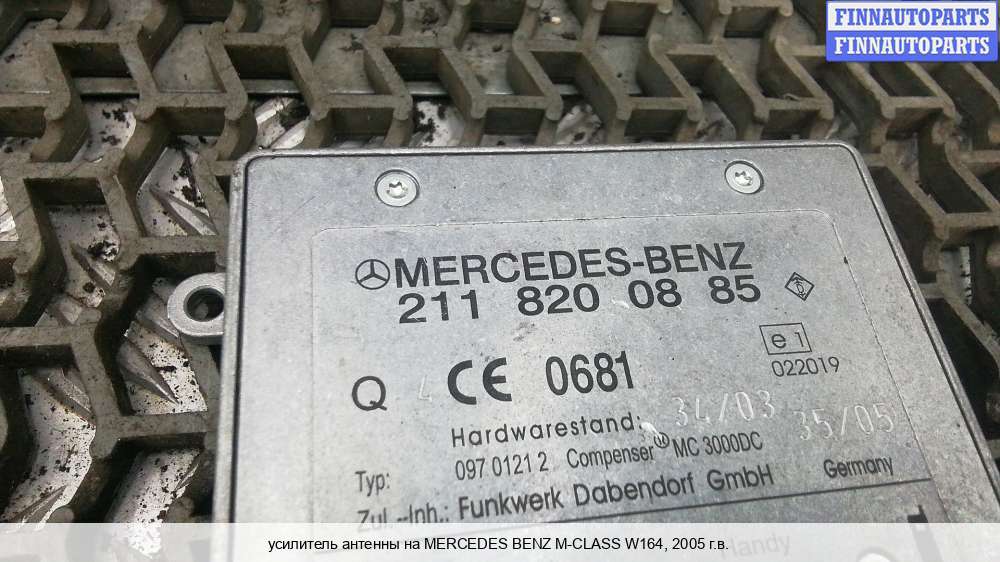 FINNAUTOPARTS
FINNAUTOPARTS
MERCEDES-BENZ
211 820 08 85
Q 4 CE 0681
e1
022019
Hardwarestand: 34/03
35/05
Typ: 097 0121 2 Compenser MC 3000DC
Zul.-Inh.: Funkwerk Dabendorf GmbH Germany
Handy
усилитель антенны на MERCEDES BENZ M-CLASS W164, 2005 г.в.